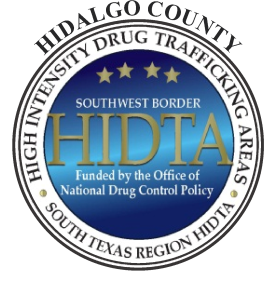 HIDALGO COUNTY
HIGH INTENSITY DRUG TRAFFICKING AREAS
SOUTHWEST BORDER
HIDTA
Funded by the Office of
National Drug Control Policy
SOUTH TEXAS REGION HIDTA